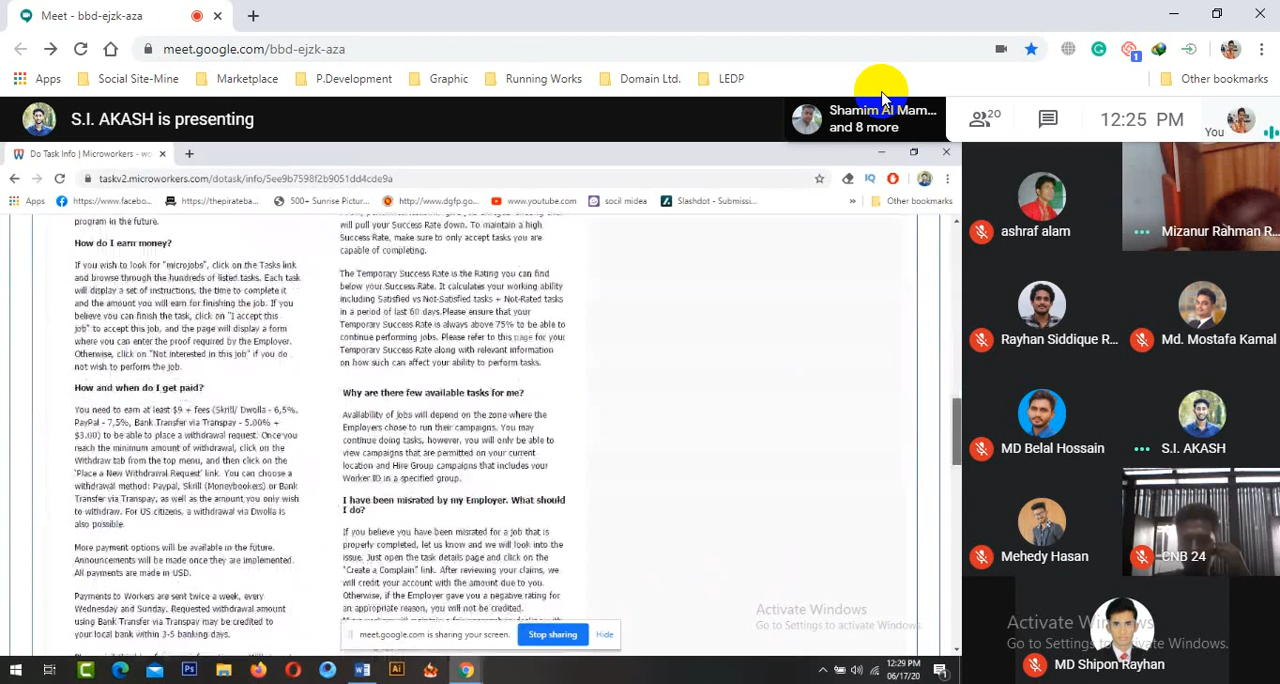 Meet - bbd-ejzk-aza
meet.google.com/bbd-ejzk-aza
1
Apps
Social Site-Mine
Marketplace
P.Development
Graphic
Running Works
Domain Ltd.
LEDP
Other bookmarks
S.I. AKASH is presenting
Shamim Al Mam...
and 8 more
20
12:25 PM
You
Do Task Info | Microworkers - wo
taskv2.microworkers.com/dotask/info/5ee9b7598f2b9051dd4cde9a
Apps
https://www.facebo...
https://thepirateba...
500+ Sunrise Pictur...
http://www.dgfp.go...
www.youtube.com
socil midea
Slashdot - Submissi...
»
Other bookmarks
program in the future.
How do I earn money?
If you wish to look for "microjobs", click on the Tasks link
and browse through the hundreds of listed tasks. Each task
will display a set of instructions, the time to complete it
and the amount you will earn for finishing the job. If you
believe you can finish the task, click on "I accept this
job" to accept this job, and the page will display a form
where you can enter the proof required by the Employer.
Otherwise, click on "Not interested in this job" if you do
not wish to perform the job.
How and when do I get paid?
You need to earn at least $9 + fees (Skrill/ Dwolla - 6,5%,
PayPal - 7,5%, Bank Transfer via Transpay - 5.00% +
$3.00) to be able to place a withdrawal request. Once you
reach the minimum amount of withdrawal, click on the
Withdraw tab from the top menu, and then click on the
'Place a New Withdrawal Request' link. You can choose a
withdrawal method: Paypal, Skrill (Moneybookers) or Bank
Transfer via Transpay, as well as the amount you only wish
to withdraw. For US citizens, a withdrawal via Dwolla is
also possible.
More payment options will be available in the future.
Announcements will be made once they are implemented.
All payments are made in USD.
Payments to Workers are sent twice a week, every
Wednesday and Sunday. Requested withdrawal amount
using Bank Transfer via Transpay may be credited to
your local bank within 3-5 banking days.
will pull your Success Rate down. To maintain a high
Success Rate, make sure to only accept tasks you are
capable of completing.
The Temporary Success Rate is the Rating you can find
below your Success Rate. It calculates your working ability
including Satisfied vs Not-Satisfied tasks + Not-Rated tasks
in a period of last 60 days.Please ensure that your
Temporary Success Rate is always above 75% to be able to
continue performing jobs. Please refer to this page for your
Temporary Success Rate along with relevant information
on how such can affect your ability to perform tasks.
Why are there few available tasks for me?
Availability of jobs will depend on the zone where the
Employers chose to run their campaigns. You may
continue doing tasks, however, you will only be able to
view campaigns that are permitted on your current
location and Hire Group campaigns that includes your
Worker ID in a specified group.
I have been misrated by my Employer. What should
I do?
If you believe you have been misrated for a job that is
properly completed, let us know and we will look into the
issue. Just open the task details page and click on the
"Create a Complain" link. After reviewing your claims, we
will credit your account with the amount due to you.
Otherwise, if the Employer gave you a negative rating for
an appropriate reason, you will not be credited.
meet.google.com is sharing your screen.
Stop sharing
Hide
Activate Windows
Go to Settings to activate Windows.
ashraf alam
Mizanur Rahman R...
Rayhan Siddique R...
Md. Mostafa Kamal
MD Belal Hossain
S.I. AKASH
Mehedy Hasan
CNB 24
Activate Windows
Go to Settings to activate Windows.
MD Shipon Rayhan
12:29 PM
06/17/20